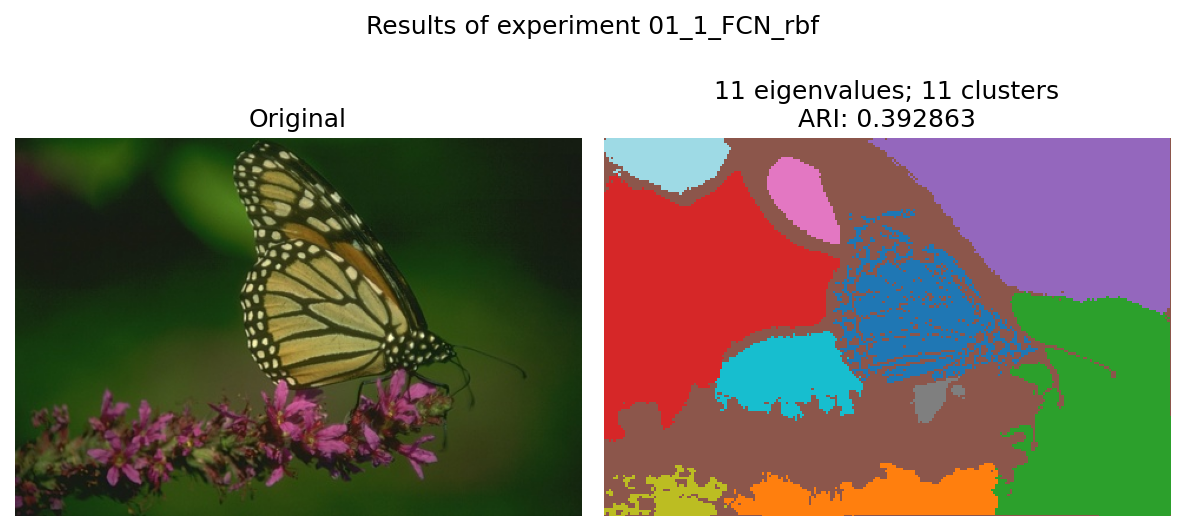 Results of experiment 01_1_FCN_rbf
Original
11 eigenvalues; 11 clusters
ARI: 0.392863